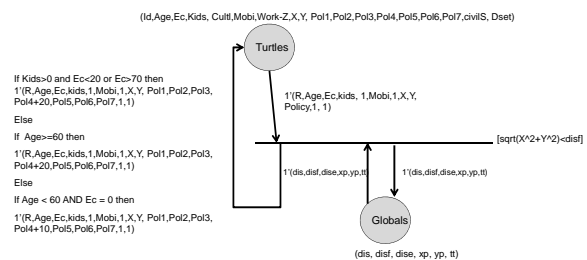 (Id,Age,Ec,Kids, Cultl,Mobi,Work-Z,X,Y, Pol1,Pol2,Pol3,Pol4,Pol5,Pol6,Pol7,civilS, Dset)
Turtles
If Kids>0 and Ec<20 or Ec>70 then
1'(R,Age,Ec,kids,1,Mobi,1,X,Y, Pol1,Pol2,Pol3,
Pol4+20,Pol5,Pol6,Pol7,1,1)
Else
If Age>=60 then
1'(R,Age,Ec,kids,1,Mobi,1,X,Y, Pol1,Pol2,Pol3,
Pol4+20,Pol5,Pol6,Pol7,1,1)
Else
If Age < 60 AND Ec = 0 then
1'(R,Age,Ec,kids,1,Mobi,1,X,Y, Pol1,Pol2,Pol3,
Pol4+10,Pol5,Pol6,Pol7,1,1)
1'(R,Age,Ec,kids, 1,Mobi,1,X,Y,
Policy,1, 1)
[sqrt(X^2+Y^2)<disf]
1'(dis,disf,dise,xp,yp,tt)
1'(dis,disf,dise,xp,yp,tt)
Globals
(dis, disf, dise, xp, yp, tt)